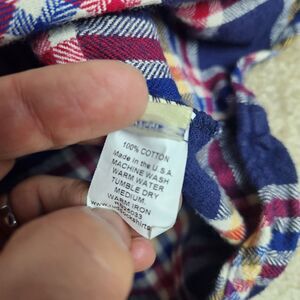 100% COTTON
Made in the U.S.A.
MACHINE WASH
WARM WATER
TUMBLE DRY
MEDIUM.
WARM IRON